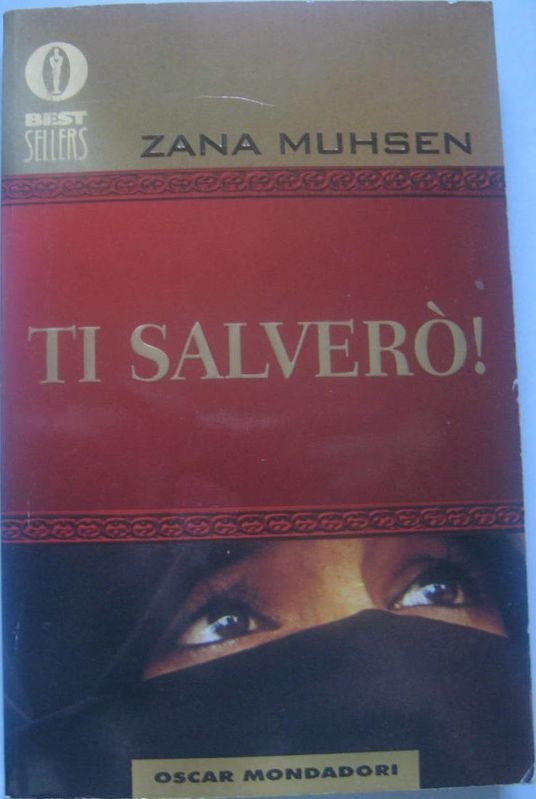 BEST
SELLERS
ZANA MUHSEN
TI SALVERÒ!
OSCAR MONDADORI